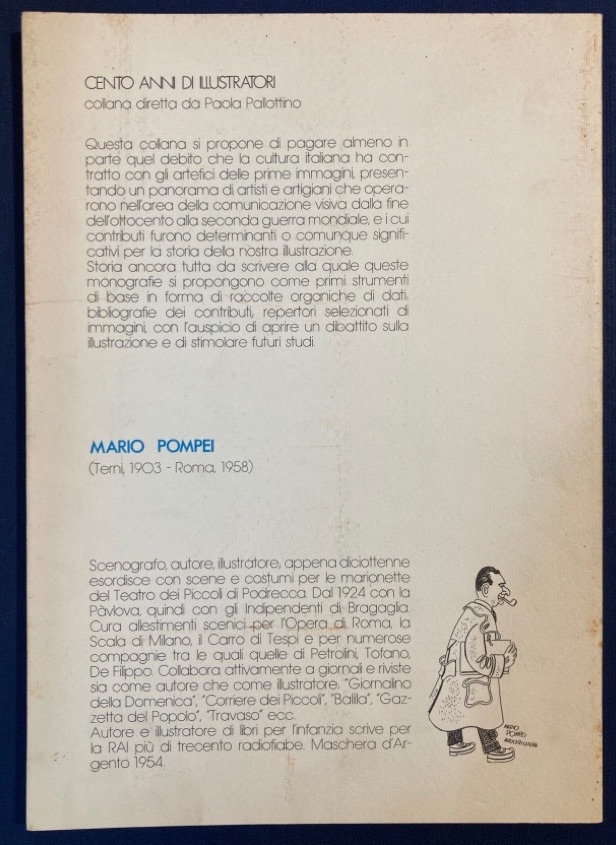 CENTO ANNI DI ILLUSTRATORI
collana diretta da Paola Pallottino
Questa collana si propone di pagare almeno in
parte quel debito che la cultura italiana ha con-
tratto con gli artefici delle prime immagini, presen-
tando un panorama di artisti e artigiani che opera-
rono nell'area della comunicazione visiva dalla fine
dell'ottocento alla seconda guerra mondiale, e i cui
contributi furono determinanti o comunque signifi-
cativi per la storia della nostra illustrazione.
Storia ancora tutta da scrivere alla quale queste
monografie si propongono come primi strumenti
di base in forma di raccolte organiche di dati,
bibliografie dei contributi, repertori selezionati di
immagini, con l'auspicio di aprire un dibattito sulla
illustrazione e di stimolare futuri studi.
MARIO POMPEI
(Terni, 1903 - Roma, 1958)
Scenografo, autore, illustratore, appena diciottenne
esordisce con scene e costumi per le marionette
del Teatro dei Piccoli di Podrecca. Dal 1924 con la
Pàvlova, quindi con gli Indipendenti di Bragaglia.
Cura allestimenti scenici per l'Opera di Roma, la
Scala di Milano, il Carro di Tespi e per numerose
compagnie tra le quali quelle di Petrolini, Tofano,
De Filippo. Collabora attivamente a giornali e riviste
sia come autore che come illustratore. "Giornalino
della Domenica", "Corriere dei Piccoli", "Balilla", "Gaz-
zetta del Popolo", "Travaso" ecc.
Autore e illustratore di libri per l'infanzia scrive per
la RAI più di trecento radiofiabe. Maschera d'Ar-
gento 1954.
MARIO
POMPEI